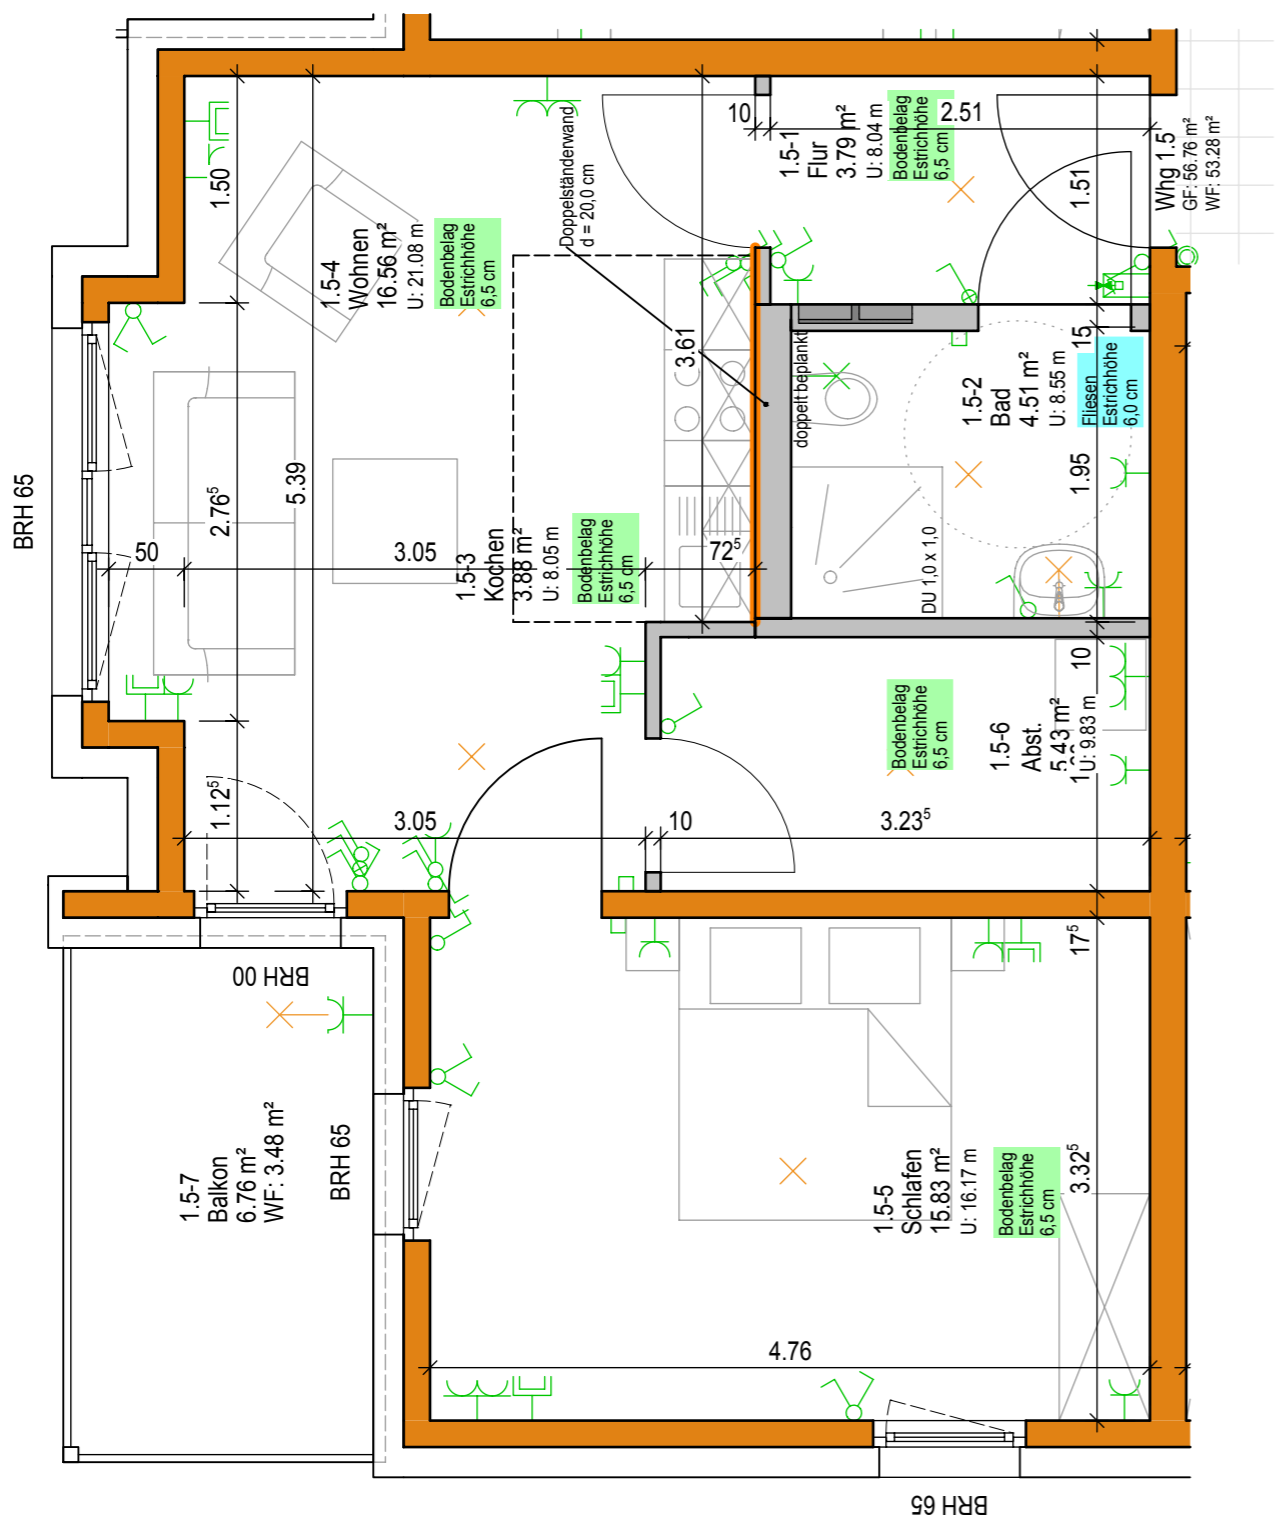 10
2.51
1.5-1
Flur
3.79 m²
U: 8.04 m
Bodenbelag
Estrichhöhe
6,5 cm
1.51
Whg 1.5
GF: 56.76 m²
WF: 53.28 m²
1.50
Doppelständerwand
d = 20,0 cm
1.5-4
Wohnen
16.56 m²
U: 21.08 m
Bodenbelag
Estrichhöhe
6,5 cm
3.61
doppelt beplankt
15
1.5-2
Bad
4.51 m²
U: 8.55 m
Fliesen
Estrichhöhe
6,0 cm
1.95
DU 1,0 x 1,0
BRH 65
2.76⁵
5.39
50
3.05
72⁵
1.5-3
Kochen
3.88 m²
U: 8.05 m
Bodenbelag
Estrichhöhe
6,5 cm
10
Bodenbelag
Estrichhöhe
6,5 cm
1.5-6
Abst.
5.43 m²
U: 9.83 m
1.12⁵
3.05
10
3.23⁵
17⁵
BRH 00
1.5-7
Balkon
6.76 m²
WF: 3.48 m²
BRH 65
1.5-5
Schlafen
15.83 m²
U: 16.17 m
Bodenbelag
Estrichhöhe
6,5 cm
3.32⁵
4.76
BRH 65